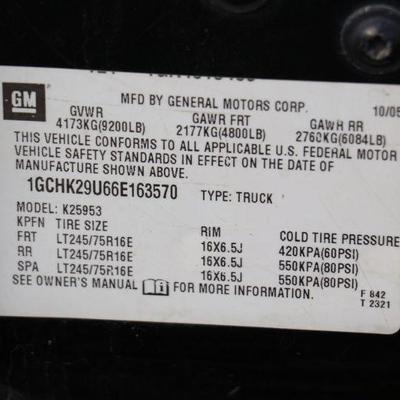 GM
MFD BY GENERAL MOTORS CORP. 10/05
GVWR GAWR FRT GAWR RR
4173KG(9200LB) 2177KG(4800LB) 2760KG(6084LB)
THIS VEHICLE CONFORMS TO ALL APPLICABLE U.S. FEDERAL MOTOR
VEHICLE SAFETY STANDARDS IN EFFECT ON THE DATE OF
MANUFACTURE SHOWN ABOVE.
1GCHK29U66E163570 TYPE: TRUCK
MODEL: K25953
KPFN TIRE SIZE RIM COLD TIRE PRESSURE
FRT LT245/75R16E 16X6.5J 420KPA(60PSI)
RR LT245/75R16E 16X6.5J 550KPA(80PSI)
SPA LT245/75R16E 16X6.5J 550KPA(80PSI)
SEE OWNER'S MANUAL FOR MORE INFORMATION. F 842
T 2321